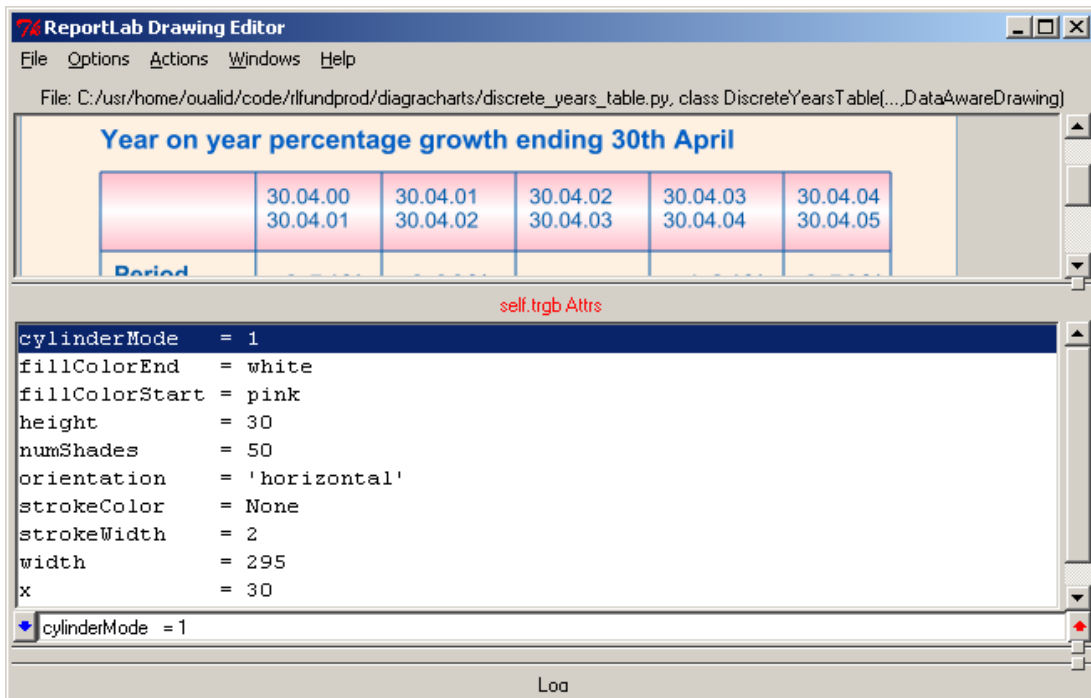 ReportLab Drawing Editor
File Options Actions Windows Help
File: C:/usr/home/oualid/code/rlfundprod/diagracharts/discrete_years_table.py, class DiscreteYearsTable(...,DataAwareDrawing)
Year on year percentage growth ending 30th April
30.04.00 30.04.01 30.04.02 30.04.03 30.04.04
30.04.01 30.04.02 30.04.03 30.04.04 30.04.05
Period
self.trgb Attrs
cylinderMode = 1
fillColorEnd = white
fillColorStart = pink
height = 30
numShades = 50
orientation = 'horizontal'
strokeColor = None
strokeWidth = 2
width = 295
x = 30
cylinderMode = 1
Log